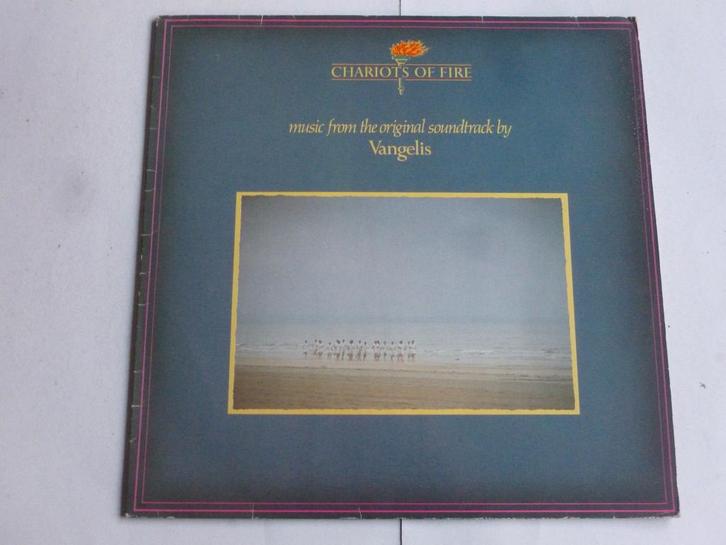 CHARIOTS OF FIRE
music from the original soundtrack by
Vangelis